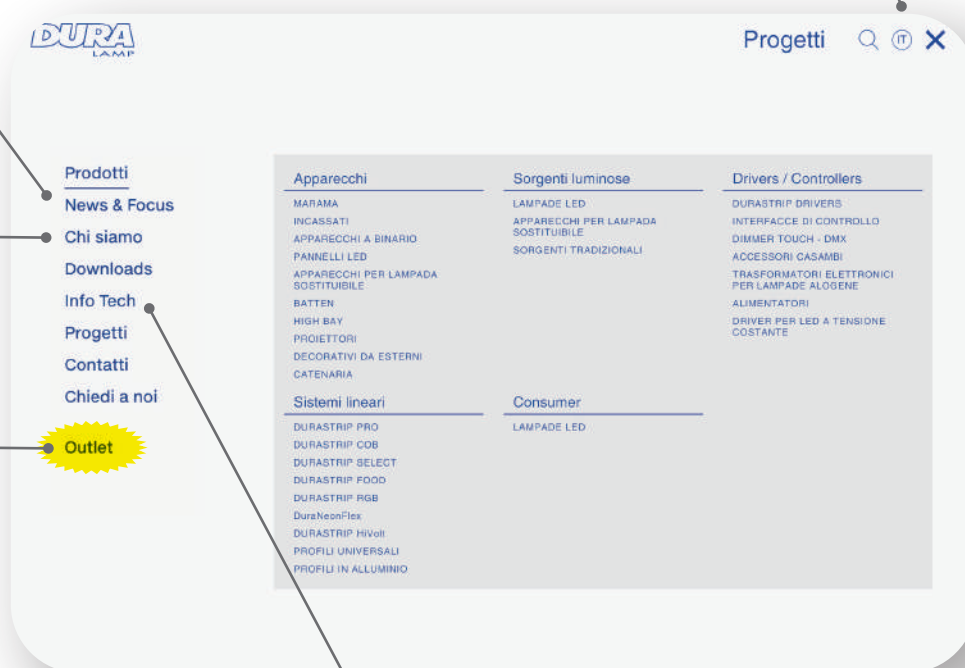 DURA
LAMP
Progetti
IT
Prodotti
News & Focus
Chi siamo
Downloads
Info Tech
Progetti
Contatti
Chiedi a noi
Outlet
Apparecchi
MARAMA
INCASSATI
APPARECCHI A BINARIO
PANNELLI LED
APPARECCHI PER LAMPADA
SOSTITUIBILE
BATTEN
HIGH BAY
PROIETTORI
DECORATIVI DA ESTERNI
CATENARIA
Sorgenti luminose
LAMPADE LED
APPARECCHI PER LAMPADA
SOSTITUIBILE
SORGENTI TRADIZIONALI
Drivers / Controllers
DURASTRIP DRIVERS
INTERFACCE DI CONTROLLO
DIMMER TOUCH - DMX
ACCESSORI CASAMBI
TRASFORMATORI ELETTRONICI
PER LAMPADE ALOGENE
ALIMENTATORI
DRIVER PER LED A TENSIONE
COSTANTE
Sistemi lineari
DURASTRIP PRO
DURASTRIP COB
DURASTRIP SELECT
DURASTRIP FOOD
DURASTRIP RGB
DuraNeonFlex
DURASTRIP HiVolt
PROFILI UNIVERSALI
PROFILI IN ALLUMINIO
Consumer
LAMPADE LED